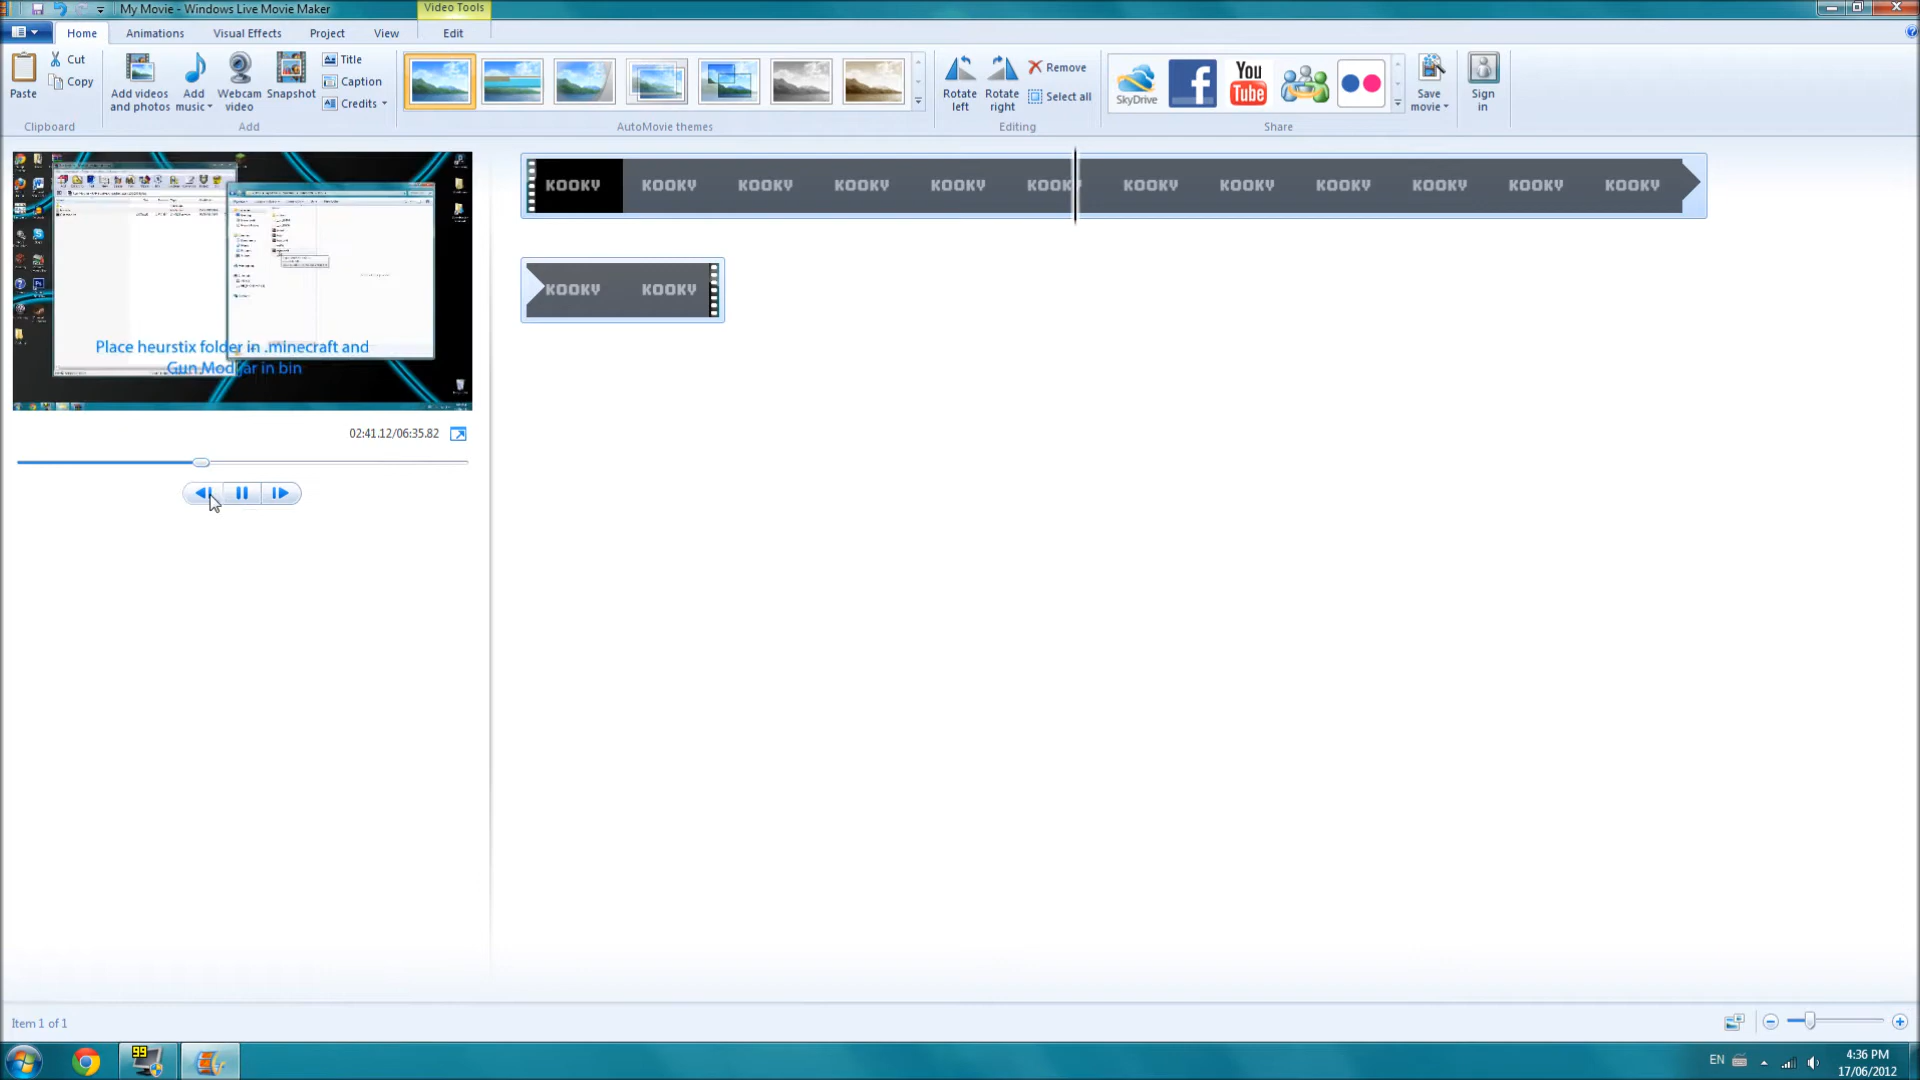 My Movie - Windows Live Movie Maker
Video Tools
Home
Animations
Visual Effects
Project
View
Edit
Paste
Cut
Copy
Clipboard
Add videos
and photos
Add
music
Webcam
video
Snapshot
Title
Caption
Credits
Add
AutoMovie themes
Rotate
left
Rotate
right
Remove
Select all
Editing
SkyDrive
f
You
Tube
Share
Save
movie
Sign
in
KOOKY KOOKY KOOKY KOOKY KOOKY KOOKY KOOKY KOOKY KOOKY KOOKY KOOKY KOOKY
KOOKY KOOKY
Place heurstix folder in .minecraft and
Gun Mod jar in bin
02:41.12/06:35.82
Item 1 of 1
99
EN
4:36 PM
17/06/2012